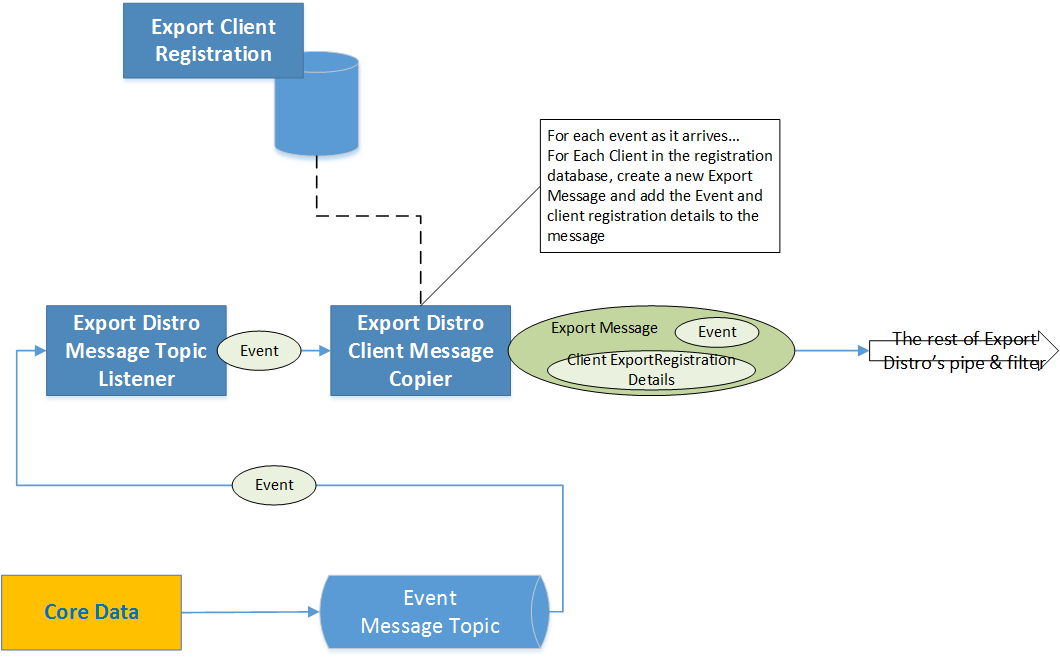 Export Client
Registration
For each event as it arrives...
For Each Client in the registration
database, create a new Export
Message and add the Event and
client registration details to the
message
Export Distro
Message Topic
Listener
Event
Export Distro
Client Message
Copier
Export Message
Event
Client ExportRegistration
Details
The rest of Export
Distro's pipe & filter
Event
Core Data
Event
Message Topic